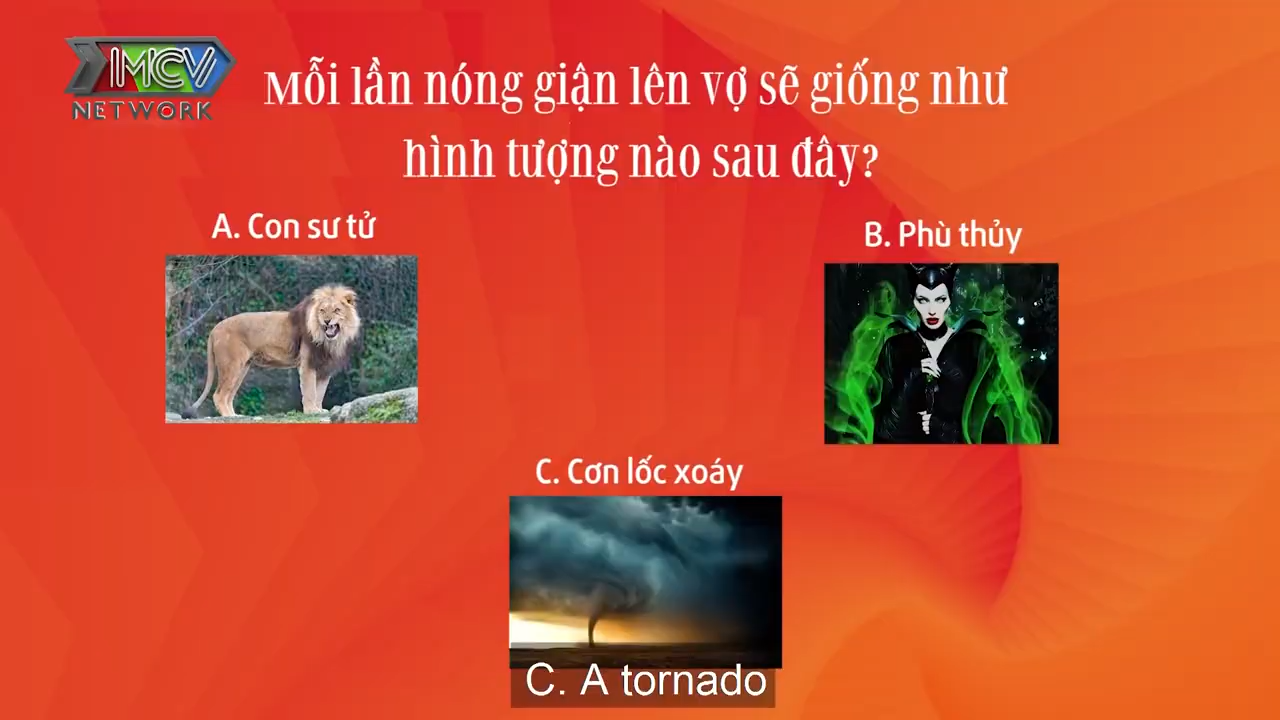 MCV
NETWORK
Mỗi lần nóng giận lên vợ sẽ giống như
hình tượng nào sau đây?
A. Con sư tử
B. Phù thủy
C. Cơn lốc xoáy
C. A tornado